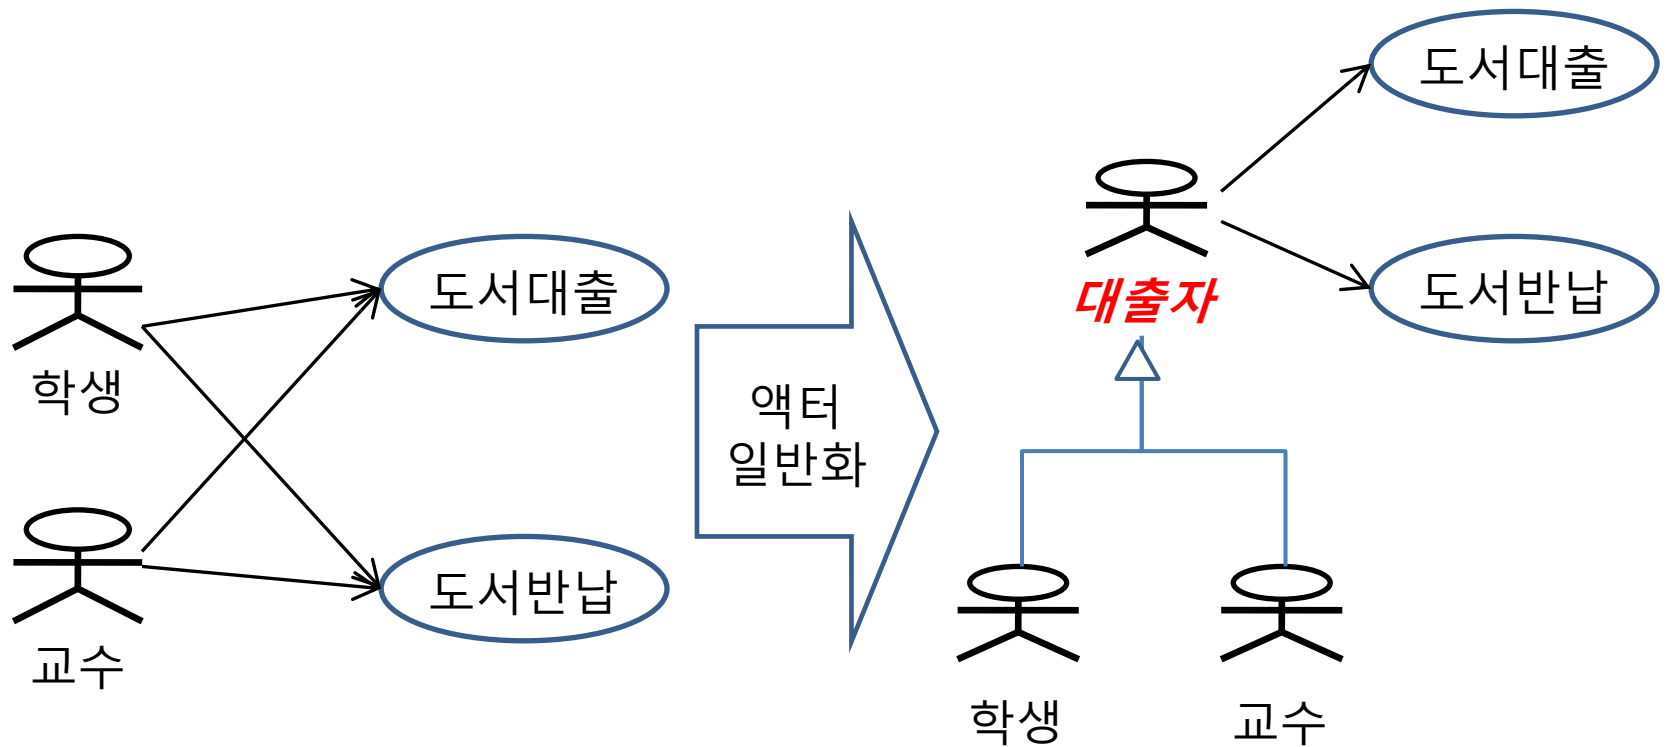 학생
교수
도서대출
도서반납
액터
일반화
대출자
도서대출
도서반납
학생
교수